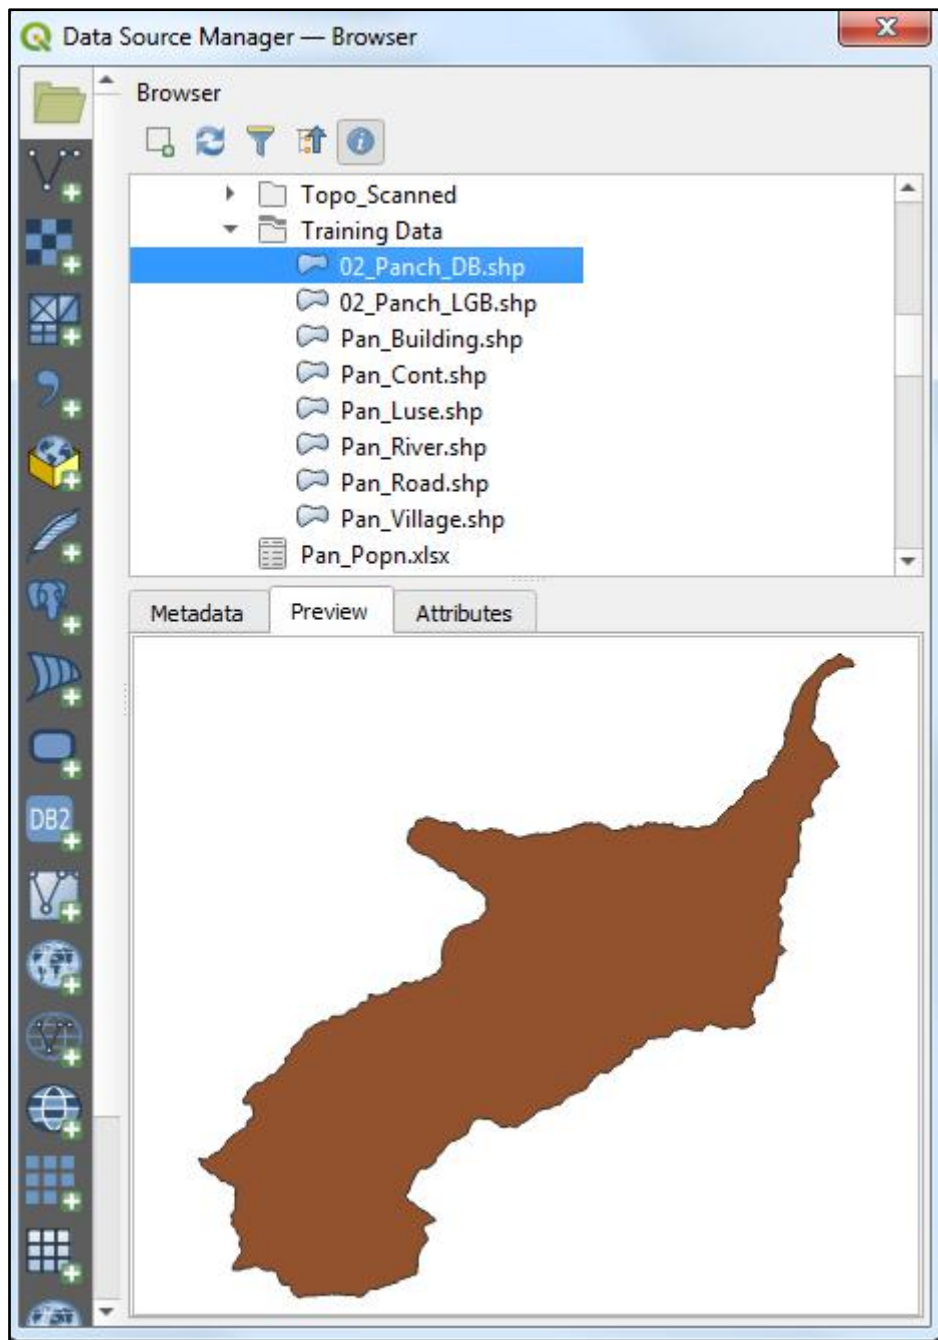 Data Source Manager — Browser
Browser
Topo_Scanned
Training Data
02_Panch_DB.shp
02_Panch_LGB.shp
Pan_Building.shp
Pan_Cont.shp
Pan_Luse.shp
Pan_River.shp
Pan_Road.shp
Pan_Village.shp
Pan_Popn.xlsx
Metadata Preview Attributes
DB2